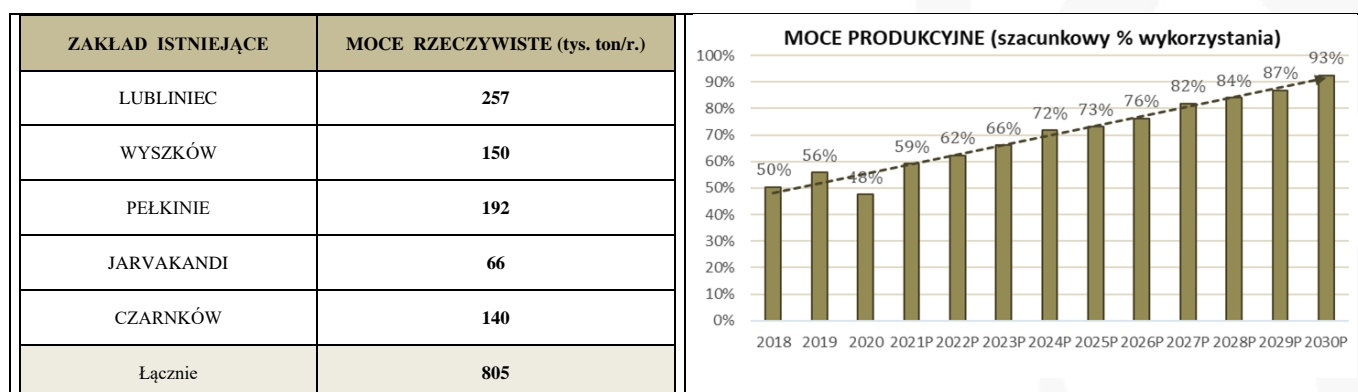 ZAKŁAD ISTNIEJĄCE MOCE RZECZYWISTE (tys. ton/r.)
LUBLINIEC 257
WYSZKÓW 150
PEŁKINIE 192
JARVAKANDI 66
CZARNKÓW 140
Łącznie 805
MOCE PRODUKCYJNE (szacunkowy % wykorzystania)
100%
90%
80%
70%
60%
50%
40%
30%
20%
10%
0%
50% 56% 48% 59% 62% 66% 72% 73% 76% 82% 84% 87% 93%
2018 2019 2020 2021P 2022P 2023P 2024P 2025P 2026P 2027P 2028P 2029P 2030P